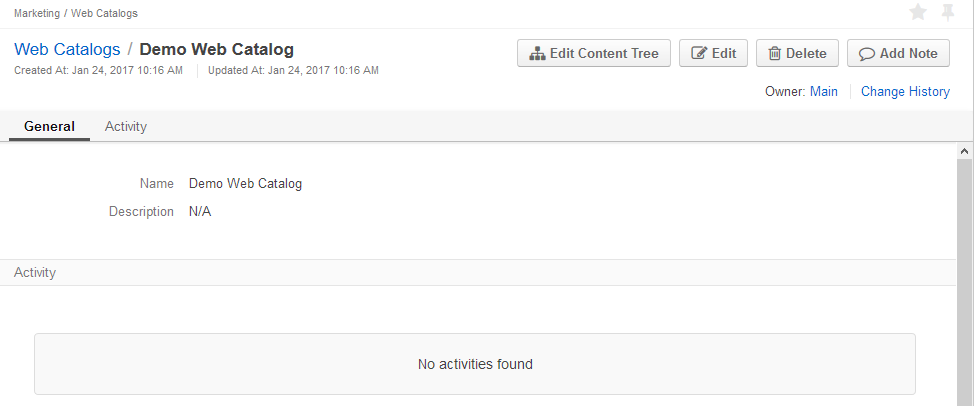 Marketing / Web Catalogs
Web Catalogs / Demo Web Catalog
Edit Content Tree Edit Delete Add Note
Created At: Jan 24, 2017 10:16 AM Updated At: Jan 24, 2017 10:16 AM
Owner: Main Change History
General Activity
Name Demo Web Catalog
Description N/A
Activity
No activities found